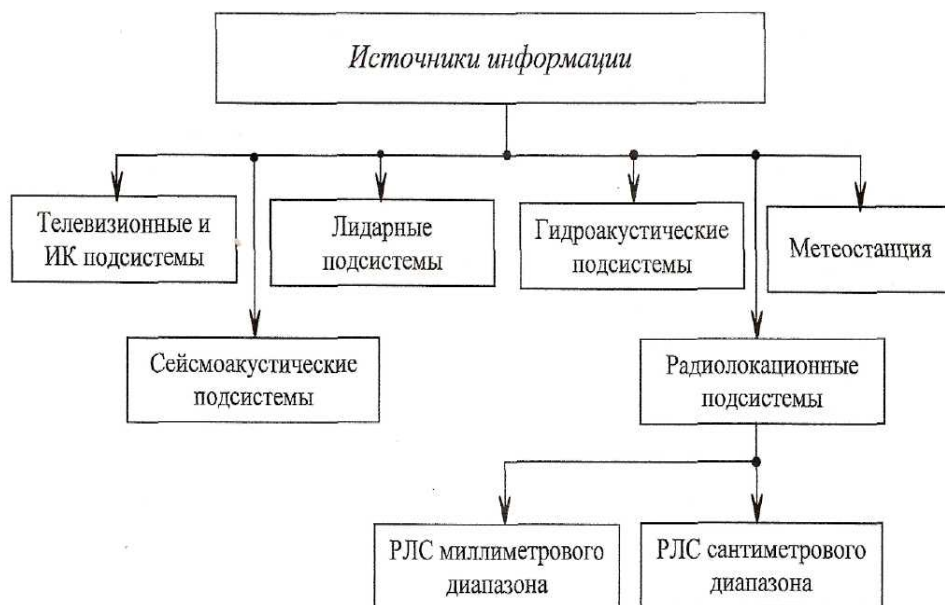 Источники информации
Телевизионные и
ИК подсистемы
Лидарные
подсистемы
Гидроакустические
подсистемы
Метеостанция
Сейсмоакустические
подсистемы
Радиолокационные
подсистемы
РЛС миллиметрового
диапазона
РЛС сантиметрового
диапазона